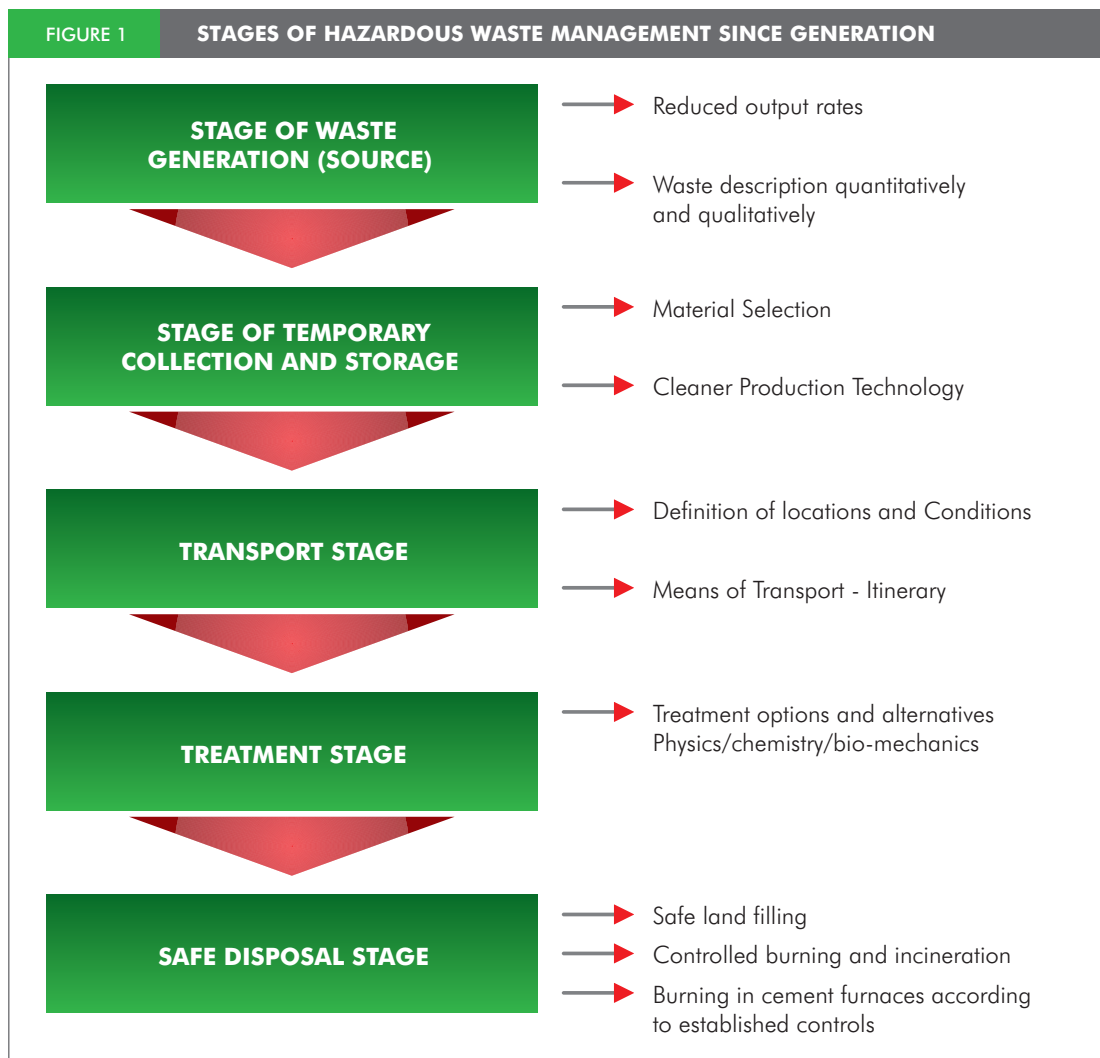 FIGURE 1
STAGES OF HAZARDOUS WASTE MANAGEMENT SINCE GENERATION
STAGE OF WASTE
GENERATION (SOURCE)
Reduced output rates
Waste description quantitatively
and qualitatively
STAGE OF TEMPORARY
COLLECTION AND STORAGE
Material Selection
Cleaner Production Technology
TRANSPORT STAGE
Definition of locations and Conditions
Means of Transport - Itinerary
TREATMENT STAGE
Treatment options and alternatives
Physics/chemistry/bio-mechanics
SAFE DISPOSAL STAGE
Safe land filling
Controlled burning and incineration
Burning in cement furnaces according
to established controls